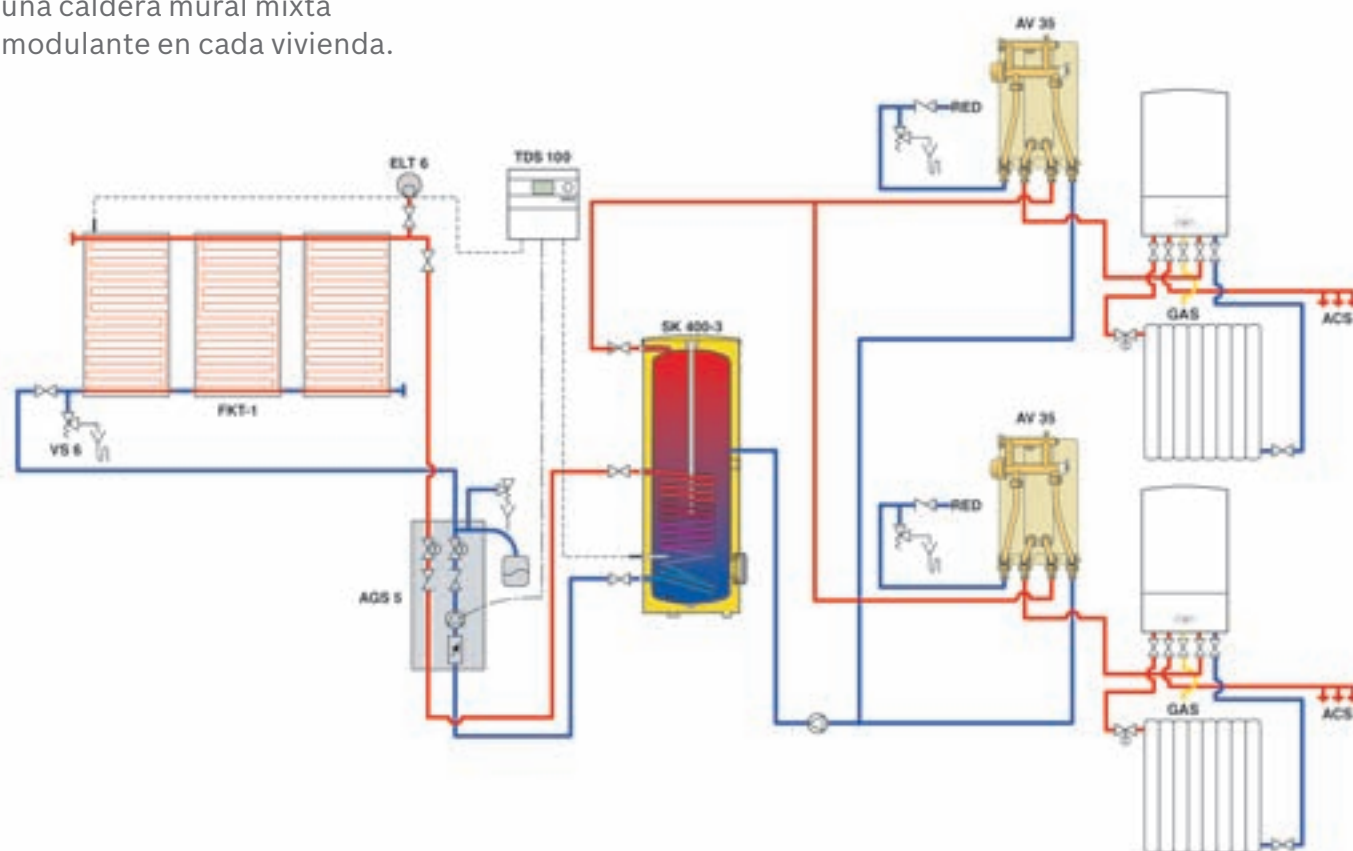 una caldera mural mixta
modulante en cada vivienda.
AV 35
RED
ELT 6
TDS 100
GAS
ACS
SK 400-3
FKT-1
VS 6
AV 35
RED
AGS 5
GAS
ACS